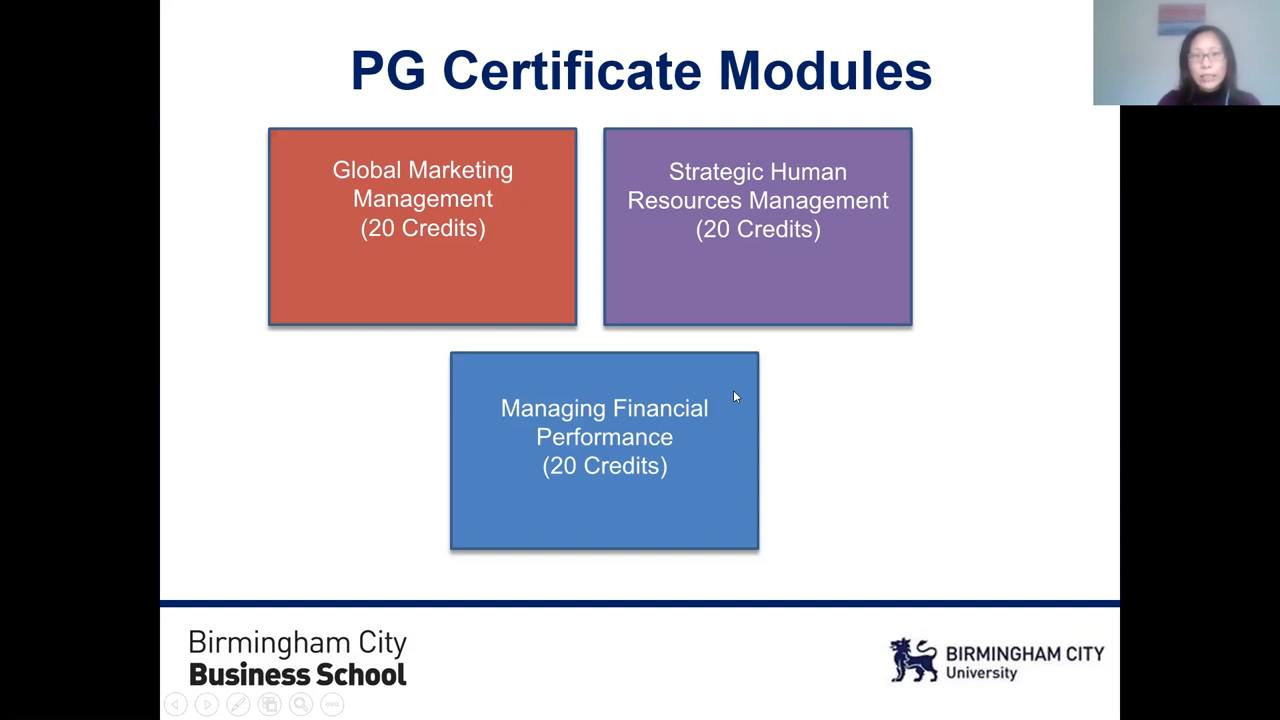 PG Certificate Modules
Global Marketing
Management
(20 Credits)
Strategic Human
Resources Management
(20 Credits)
Managing Financial
Performance
(20 Credits)
Birmingham City
Business School
BIRMINGHAM CITY
University